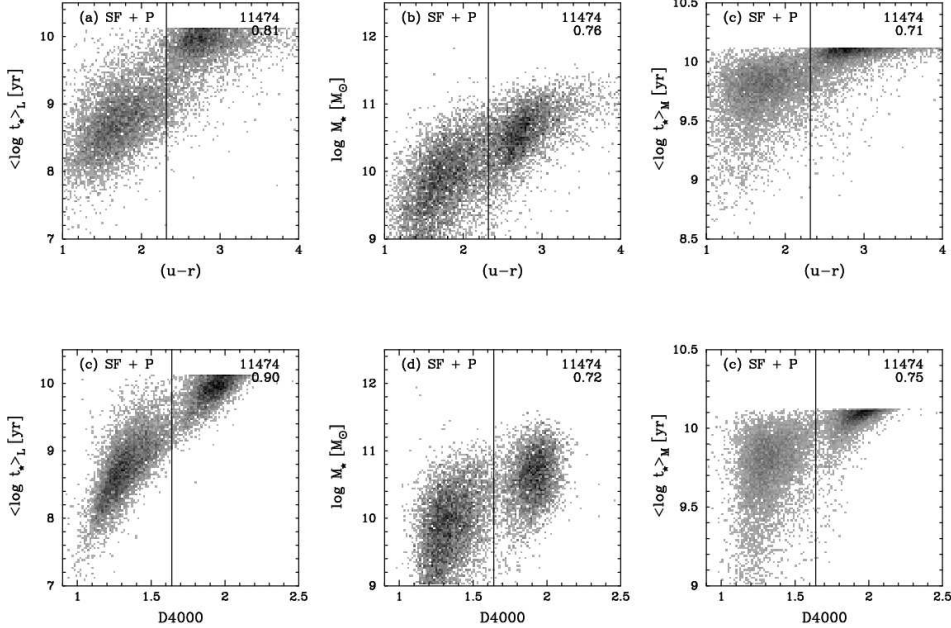 (a) SF + P 11474
0.81
10
9
8
7
<log t★>L [yr]
1 2 3 4
(u−r)
(b) SF + P 11474
0.76
12
11
10
9
log M★ [M⊙]
1 2 3 4
(u−r)
(c) SF + P 11474
0.71
10.5
10
9.5
9
8.5
<log t★>M [yr]
1 2 3 4
(u−r)
(c) SF + P 11474
0.90
10
9
8
7
<log t★>L [yr]
1 1.5 2 2.5
D4000
(d) SF + P 11474
0.72
12
11
10
9
log M★ [M⊙]
1 1.5 2 2.5
D4000
(c) SF + P 11474
0.75
10.5
10
9.5
9
<log t★>M [yr]
1 1.5 2 2.5
D4000